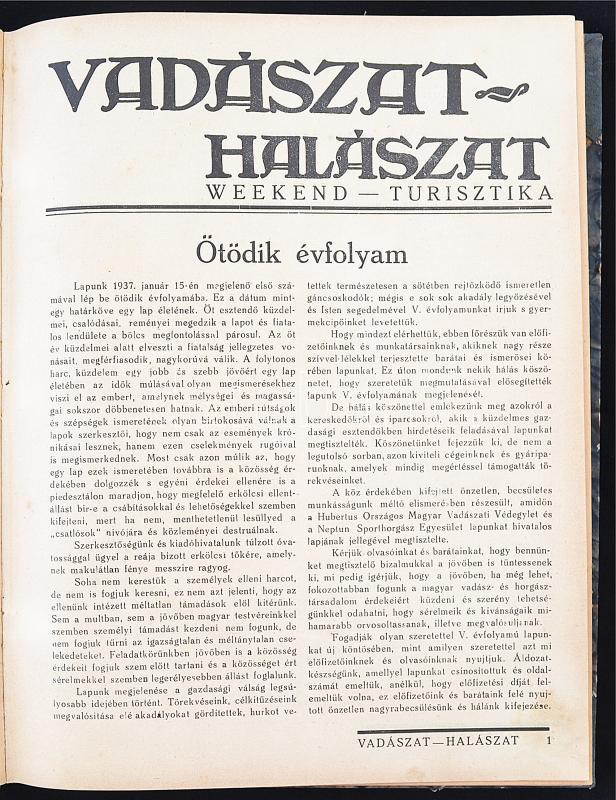 VADÁSZAT-
HALÁSZAT
WEEKEND — TURISZTIKA
Ötödik évfolyam
Lapunk 1937. január 15-én megjelenő első szá-
mával lép be ötödik évfolyamába. Ez a dátum mint-
egy határköve egy lap életének. Öt esztendő küzdel-
mei, csalódásai, reményei megedzik a lapot és fiata-
los lendülete a bölcs megfontolással párosul. Az öt
év küzdelmei alatt elveszti a fiatalság jellegzetes vo-
násait, megférfiasodik, nagykorúvá válik. A folytonos
harc, küzdelem egy jobb és szebb jövőért egy lap
életében az idők múlásával olyan megismerésekhez
viszi el az embert, amelynek mélységei és magassá-
gai sokszor döbbenetesen hatnak. Az emberi rútságok
és szépségek ismeretének olyan birtokosává válnak a
lapok szerkesztői, hogy nem csak az események kró-
nikásai lesznek, hanem ezen cselekmények rugóival
is megismerkednek. Most csak azon múlik az, hogy
egy lap ezek ismeretében továbbra is a közösség ér-
dekében dolgozzék s egyéni érdekei ellenére is a
piedesztálon maradjon, hogy megfelelő erkölcsi ellent-
állást bír-e a csábításokkal és lehetőségekkel szemben
kifejteni, mert ha nem, menthetetlenül lesüllyed a
„csatlósok" nivójára és közleményei destruálnak.
Szerkesztőségünk és kiadóhivatalunk túlzott óva-
tossággal ügyel a reája bizott erkölcsi tőkére, amely-
nek makulátlan fénye messzire ragyog.
Soha nem kerestük a személyek elleni harcot,
de nem is fogjuk keresni, ez nem azt jelenti, hogy az
ellenünk intézett méltatlan támadások elől kitérünk.
Sem a multban, sem a jövőben magyar testvéreinkkel
szemben személyi támadást kezdeni nem fogunk, de
nem fogjuk tűrni az igazságtalan és méltánytalan cse-
lekedeteket. Feladatkörünkben jövőben is a közösség
érdekeit fogjuk szem előtt tartani és a közösséget ért
sérelmekkel szemben legerélyesebben állást foglalunk.
Lapunk megjelenése a gazdasági válság legsú-
lyosabb idejében történt. Törekvéseink, célkitűzéseink
megvalósítása elé akadályokat gördítettek, hurkot ve-
tettek természetesen a sötétben rejtőzködő ismeretlen
gáncsoskodók; mégis e sok sok akadály legyőzésével
és Isten segedelmével V. évfolyamunkat írjuk s gyer-
mekcipőinket levetettük.
Hogy mindezt elérhettük, ebben főrészük van előfi-
zetőinknek és munkatársainknak, akiknek nagy része
szívvel-lélekkel terjesztette barátai és ismerősei kö-
rében lapunkat. Ez úton mondunk nekik hálás köszö-
netet, hogy szeretetük megmutatásával elősegítették
lapunk V. évfolyamának megjelenését.
De hálás köszönettel emlékezünk meg azokról a
kereskedőkről és iparcsokról, akik a küzdelmes gaz-
dasági esztendőkben hirdetéseik feladásával lapunkat
megtisztelték. Köszönetünket fejezzük ki, de nem a
legutolsó sorban, azon kiviteli cégeinknek és gyáripa-
runknak, amelyek mindig megértéssel támogatták tö-
rekvéseinket.
A köz érdekében kifejtett önzetlen, becsületes
munkásságunk méltó elismerésben részesült, amidőn
a Hubertus Országos Magyar Vadászati Védegylet és
a Neptun Sporthorgász Egyesület lapunkat hivatalos
lapjának jellegével megtisztelte.
Kérjük olvasóinkat és barátainkat, hogy bennün-
ket megtisztelő bizalmukkal a jövőben is tüntessenek
ki, mi pedig ígérjük, hogy a jövőben, ha még lehet,
fokozottabban fogunk a magyar vadász- és horgász-
társadalom érdekeiért küzdeni és szerény tehetsé-
günkkel odahatni, hogy sérelmeik és kívánságaik mi-
hamarabb orvosoltassanak, illetve megvalósuljanak.
Fogadják olyan szeretettel V. évfolyamú lapun-
kat új köntösében, mint amilyen szeretettel azt mi
előfizetőinknek és olvasóinknak nyujtjuk. Áldozat-
készségünk, amellyel lapunkat csinosítottuk és oldal-
számát emeltük, anélkül, hogy előfizetési díját fel-
emeltük volna, ez előfizetőink és barátaink felé nyuj-
tott önzetlen nagyrabecsülésünk és hálánk kifejezése.
VADÁSZAT—HALÁSZAT 1